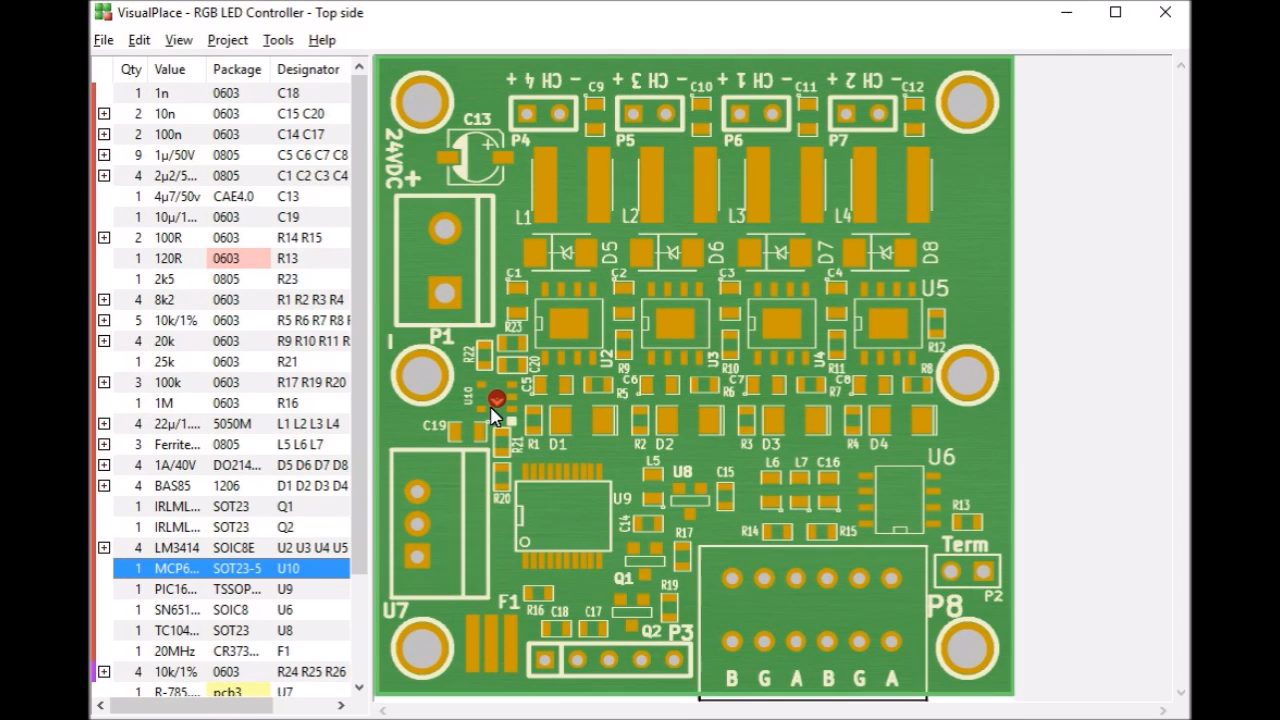 VisualPlace - RGB LED Controller - Top side
File Edit View Project Tools Help
Qty Value Package Designator
1 1n 0603 C18
2 10n 0603 C15 C20
2 100n 0603 C14 C17
9 1µ/50V 0805 C5 C6 C7 C8
4 2µ2/5... 0805 C1 C2 C3 C4
1 4µ7/50v CAE4.0 C13
1 10µ/1... 0603 C19
2 100R 0603 R14 R15
1 120R 0603 R13
1 2k5 0805 R23
4 8k2 0603 R1 R2 R3 R4
5 10k/1% 0603 R5 R6 R7 R8 R
4 20k 0603 R9 R10 R11 R
1 25k 0603 R21
3 100k 0603 R17 R19 R20
1 1M 0603 R16
4 22µ/1... 5050M L1 L2 L3 L4
3 Ferrite... 0805 L5 L6 L7
4 1A/40V DO214... D5 D6 D7 D8
4 BAS85 1206 D1 D2 D3 D4
1 IRLML... SOT23 Q1
1 IRLML... SOT23 Q2
4 LM3414 SOIC8E U2 U3 U4 U5
1 MCP6... SOT23-5 U10
1 PIC16... TSSOP... U9
1 SN651... SOIC8 U6
1 TC104... SOT23 U8
1 20MHz CR373... F1
4 10k/1% 0603 R24 R25 R26
1 R-785.... pcb3 U7
+ CH 4 - + CH 3 - + CH 1 - + CH 2 -
C9 C10 C11 C12
C13 P4 P5 P6 P7
24VDC +
L1 L2 L3 L4
D5 D6 D7 D8
C1 C2 C3 C4
U5
R23 R22 C20 U2 U3 U4 R12
- P1
R9 R10 R11 R8
U10 C5 C6 C7 C8
R5 R6 R7
C19 R21 R1 D1 R2 D2 R3 D3 R4 D4
L5 U8 C15 L6 L7 C16 U6
R20 U9 C14 R17 R14 R15 R13
Term
Q1 R19 P2
U7 F1 R16 C18 C17 Q2 P3 P8
B G A B G A